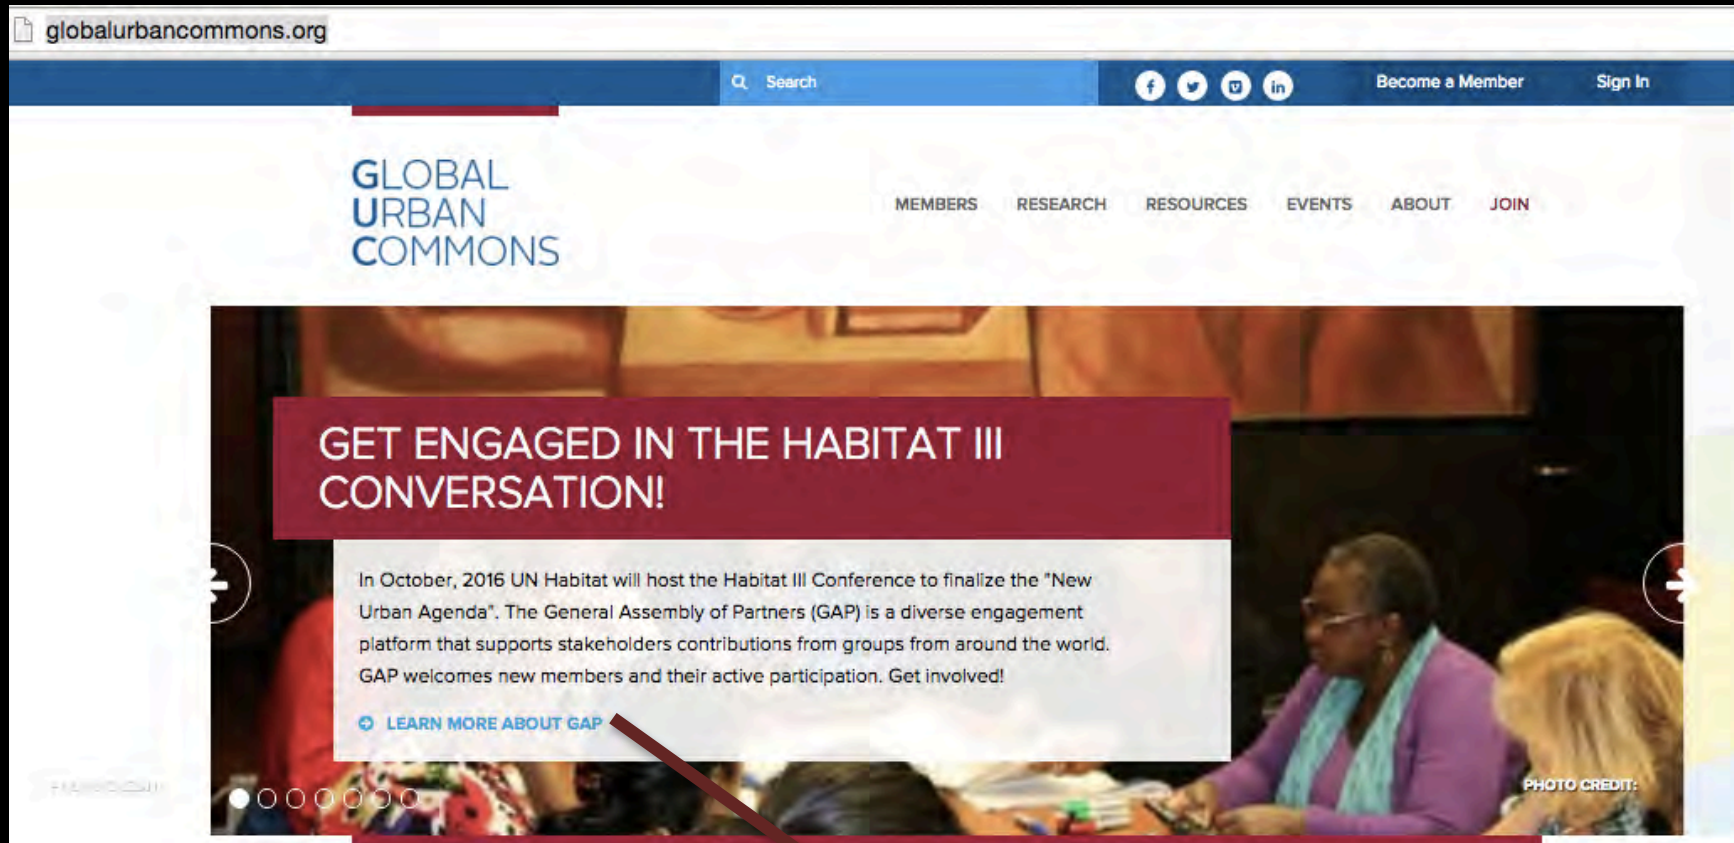 globalurbancommons.org
Search
Become a Member
Sign In
GLOBAL
URBAN
COMMONS
MEMBERS RESEARCH RESOURCES EVENTS ABOUT JOIN
GET ENGAGED IN THE HABITAT III
CONVERSATION!
In October, 2016 UN Habitat will host the Habitat III Conference to finalize the "New
Urban Agenda". The General Assembly of Partners (GAP) is a diverse engagement
platform that supports stakeholders contributions from groups from around the world.
GAP welcomes new members and their active participation. Get involved!
LEARN MORE ABOUT GAP
PHOTO CREDIT: